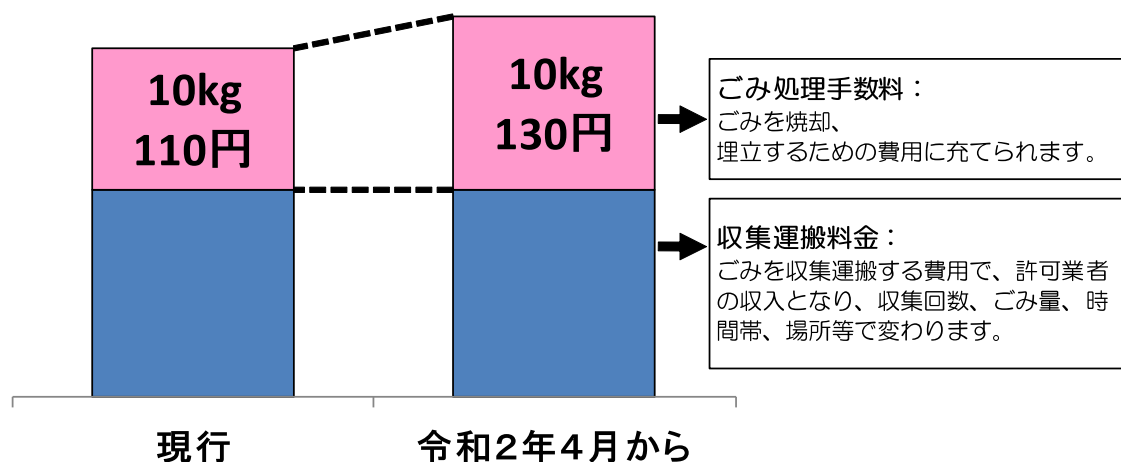 10kg
110円
10kg
130円
ごみ処理手数料：
ごみを焼却、
埋立するための費用に充てられます。
収集運搬料金：
ごみを収集運搬する費用で、許可業者
の収入となり、収集回数、ごみ量、時
間帯、場所等で変わります。
現行
令和2年4月から